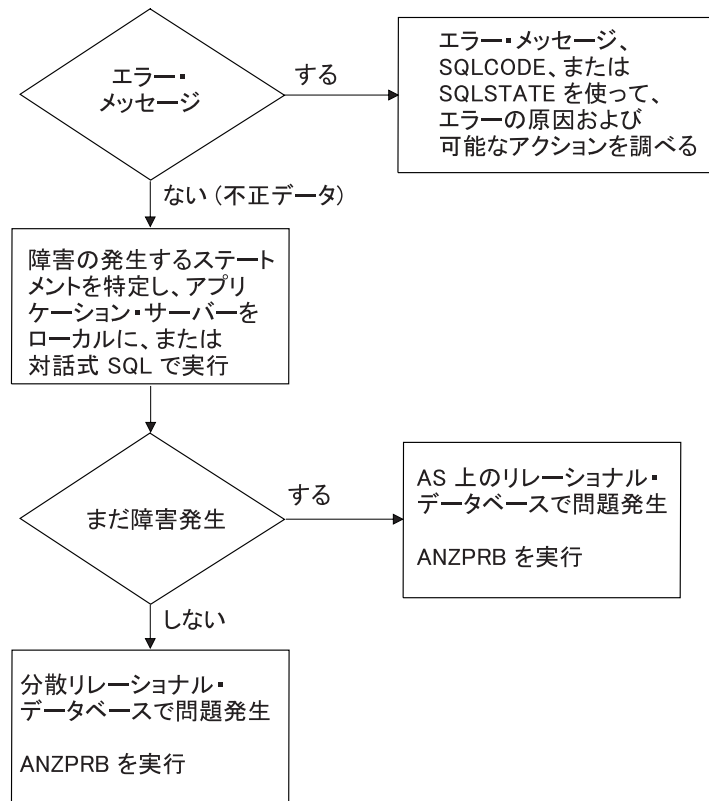 エラー・
メッセージ
する
エラー・メッセージ、
SQLCODE、または
SQLSTATE を使って、
エラーの原因および
可能なアクションを調べる
ない (不正データ)
障害の発生するステート
メントを特定し、アプリ
ケーション・サーバーを
ローカルに、または
対話式 SQL で実行
まだ障害発生
する
AS 上のリレーショナル・
データベースで問題発生
ANZPRB を実行
しない
分散リレーショナル・
データベースで問題発生
ANZPRB を実行